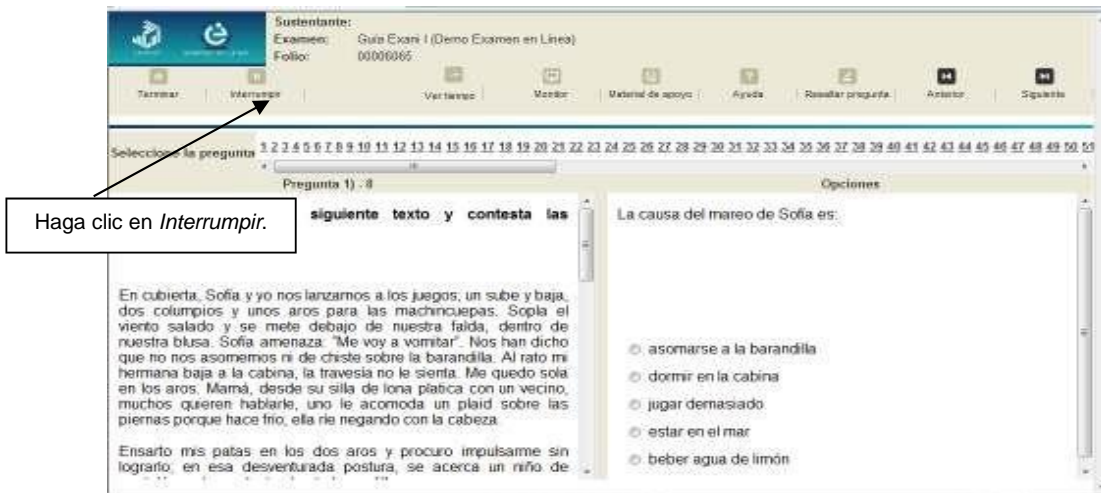 Sustentante:
Examen: Guia Exani I (Demo Examen en Linea)
Folio: 00006065
Terminar Interrumpir Ver tiempo Monitor Material de apoyo Ayuda Resaltar pregunta Anterior Siguiente
Seleccione la pregunta 1 2 3 4 5 6 7 8 9 10 11 12 13 14 15 16 17 18 19 20 21 22 23 24 25 26 27 28 29 30 31 32 33 34 35 36 37 38 39 40 41 42 43 44 45 46 47 48 49 50 51
Pregunta 1) . 8
Opciones
Haga clic en Interrumpir.
siguiente texto y contesta las
La causa del mareo de Sofía es:
En cubierta, Sofía y yo nos lanzamos a los juegos; un sube y baja,
dos columpios y unos aros para las machincuepas. Sopla el
viento salado y se mete debajo de nuestra falda, dentro de
nuestra blusa. Sofía amenaza: "Me voy a vomitar". Nos han dicho
que no nos asomemos ni de chiste sobre la barandilla. Al rato mi
hermana baja a la cabina, la travesía no le sienta. Me quedo sola
en los aros. Mamá, desde su silla de lona platica con un vecino,
muchos quieren hablarle, uno le acomoda un plaid sobre las
piernas porque hace frío, ella ríe negando con la cabeza.
Ensarto mis patas en los dos aros y procuro impulsarme sin
lograrlo; en esa desventurada postura, se acerca un niño de
asomarse a la barandilla
dormir en la cabina
jugar demasiado
estar en el mar
beber agua de limón